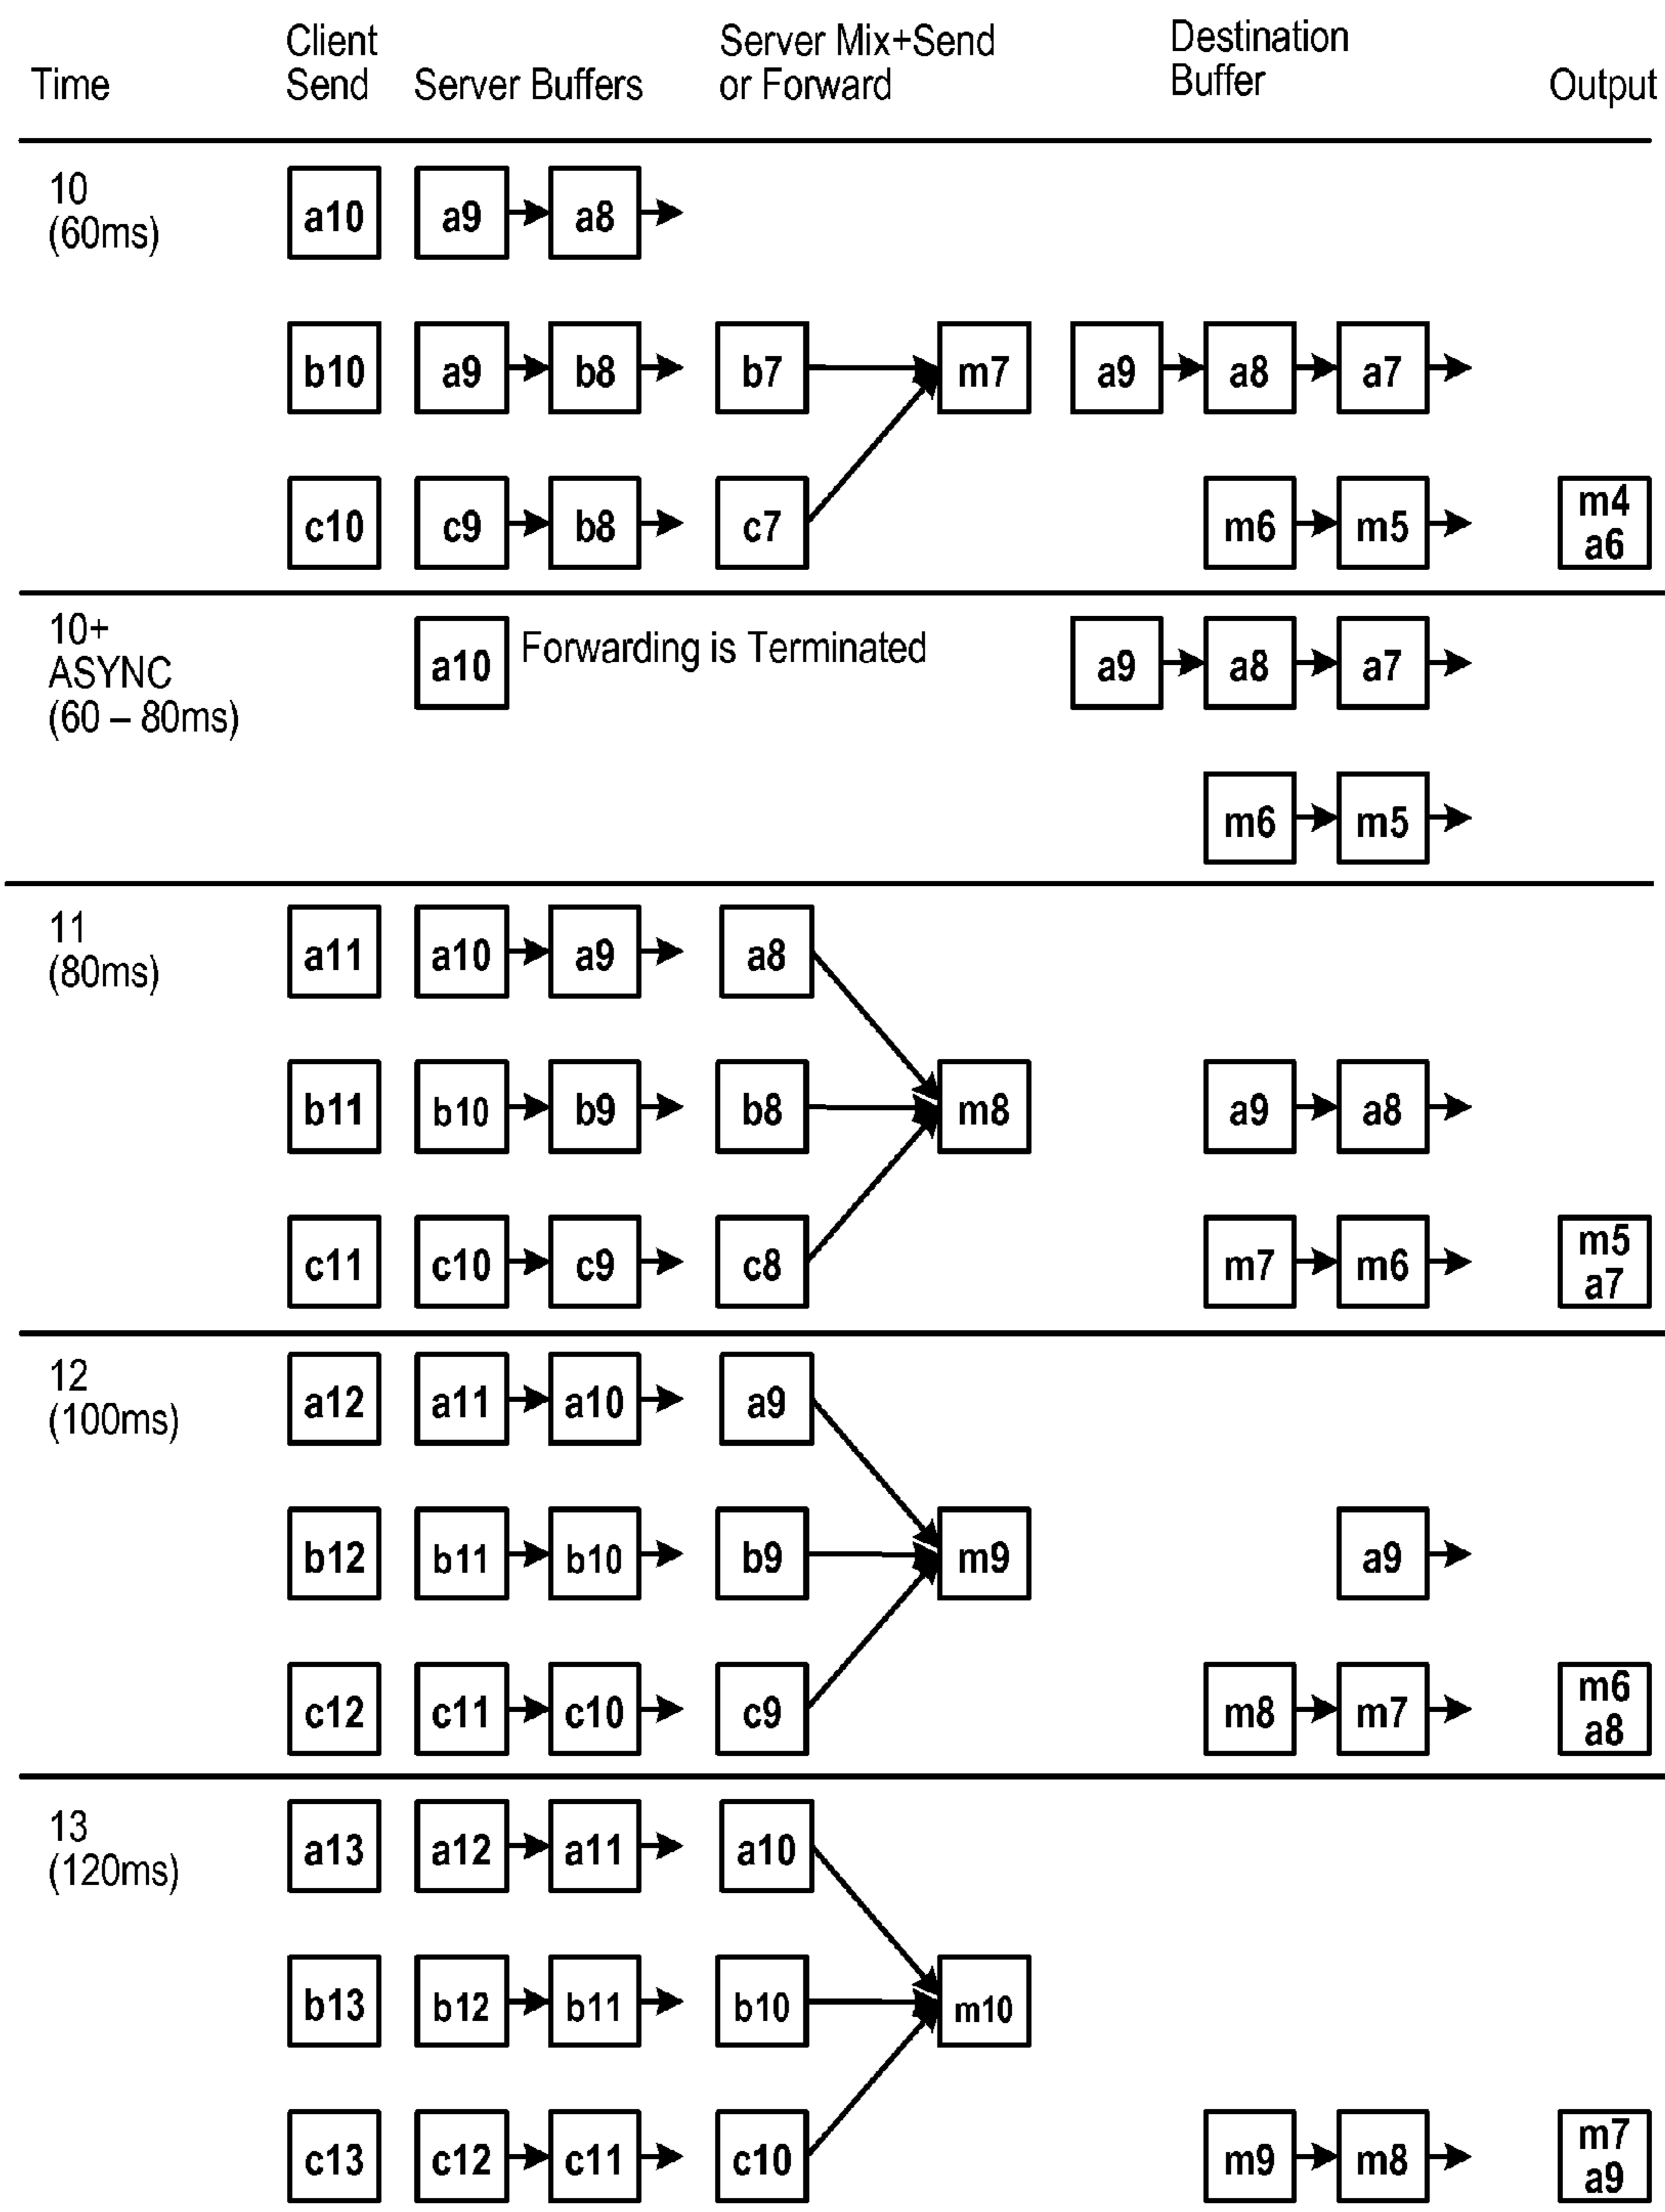 Time
Client
Send
Server Buffers
Server Mix+Send
or Forward
Destination
Buffer
Output
10
(60ms)
a10 a9 a8
b10 a9 b8 b7 m7 a9 a8 a7
c10 c9 b8 c7 m6 m5 m4
a6
10+
ASYNC
(60 – 80ms)
a10 Forwarding is Terminated a9 a8 a7
m6 m5
11
(80ms)
a11 a10 a9 a8
b11 b10 b9 b8 m8 a9 a8
c11 c10 c9 c8 m7 m6 m5
a7
12
(100ms)
a12 a11 a10 a9
b12 b11 b10 b9 m9 a9
c12 c11 c10 c9 m8 m7 m6
a8
13
(120ms)
a13 a12 a11 a10
b13 b12 b11 b10 m10
c13 c12 c11 c10 m9 m8 m7
a9